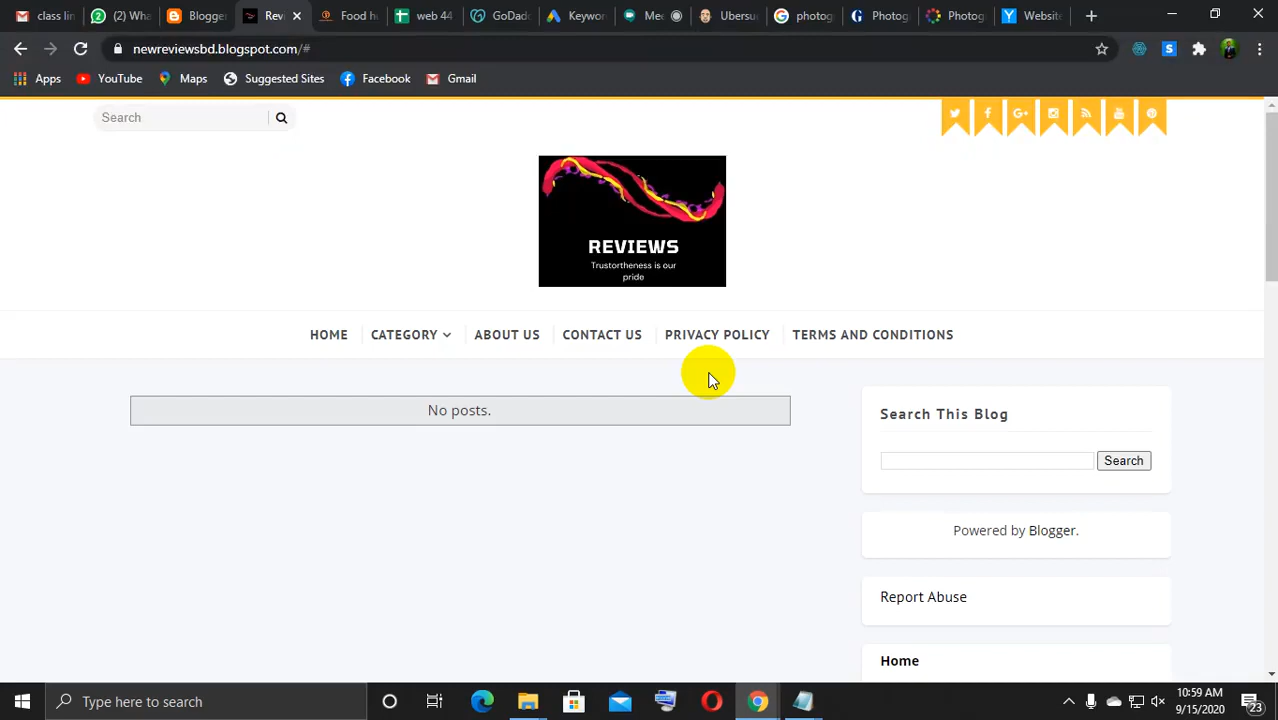 class lin
(2) Wha
Blogger
Revi
Food h
web 44
GoDad
Keywor
Mee
Ubersu
photog
Photog
Photog
Website
newreviewsbd.blogspot.com/#
Apps
YouTube
Maps
Suggested Sites
Facebook
Gmail
Search
REVIEWS
Trustortheness is our
pride
HOME
CATEGORY
ABOUT US
CONTACT US
PRIVACY POLICY
TERMS AND CONDITIONS
No posts.
Search This Blog
Search
Powered by Blogger.
Report Abuse
Home
Type here to search
10:59 AM
9/15/2020
23